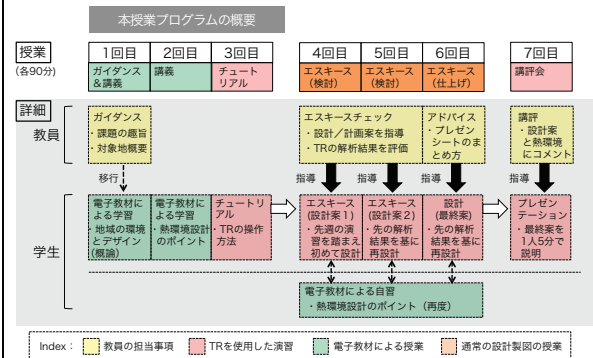 本授業プログラムの概要
授業
(各90分)
1回目
2回目
3回目
4回目
5回目
6回目
7回目
ガイダンス
&講義
講義
チュート
リアル
エスキース
(検討)
エスキース
(検討)
エスキース
(仕上げ)
講評会
詳細
教員
ガイダンス
・課題の趣旨
・対象地概要
エスキースチェック
・設計/計画案を指導
・TRの解析結果を評価
アドバイス
・プレゼン
シートのま
とめ方
講評
・設計案
と熱環境
にコメント
移行
指導
指導
指導
指導
学生
電子教材によ
る学習
・地域の環境
とデザイン
(概論)
電子教材によ
る学習
・熱環境設計
のポイント
チュートリ
アル
・TRの操作
方法
エスキース
(設計案1)
・先週の演
習を踏まえ
初めて設計
エスキース
(設計案2)
・先の解析
結果を基に
再設計
設計
(最終案)
・先の解析
結果を基に
再設計
プレゼン
テーション
・最終案を
1人5分で
説明
電子教材による自習
・熱環境設計のポイント(再度)
Index:
教員の担当事項
TRを使用した演習
電子教材による授業
通常の設計製図の授業